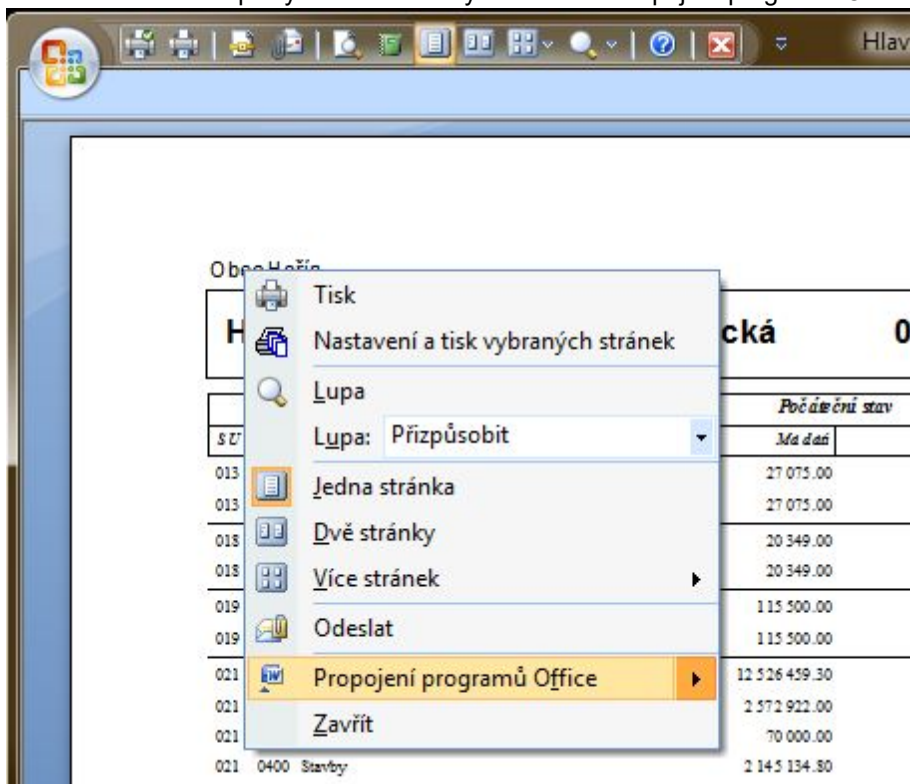 Hlav
Obec Hořín
H
cká 0
Tisk
Nastavení a tisk vybraných stránek
Lupa
Lupa: Přizpůsobit
Jedna stránka
Dvě stránky
Více stránek
Odeslat
Propojení programů Office
Zavřít
Počáteční stav
SU Ma dati
013 27 075.00
013 27 075.00
018 20 349.00
018 20 349.00
019 115 500.00
019 115 500.00
021 12 526 459.30
021 2 572 922.00
021 70 000.00
021 0400 Stavby 2 145 134.80